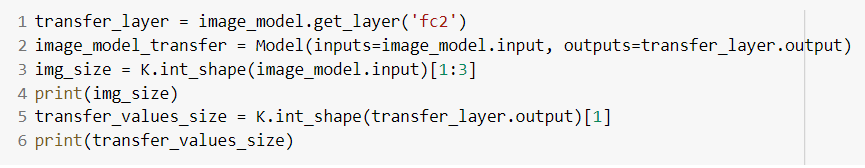 1 transfer_layer = image_model.get_layer('fc2')
2 image_model_transfer = Model(inputs=image_model.input, outputs=transfer_layer.output)
3 img_size = K.int_shape(image_model.input)[1:3]
4 print(img_size)
5 transfer_values_size = K.int_shape(transfer_layer.output)[1]
6 print(transfer_values_size)